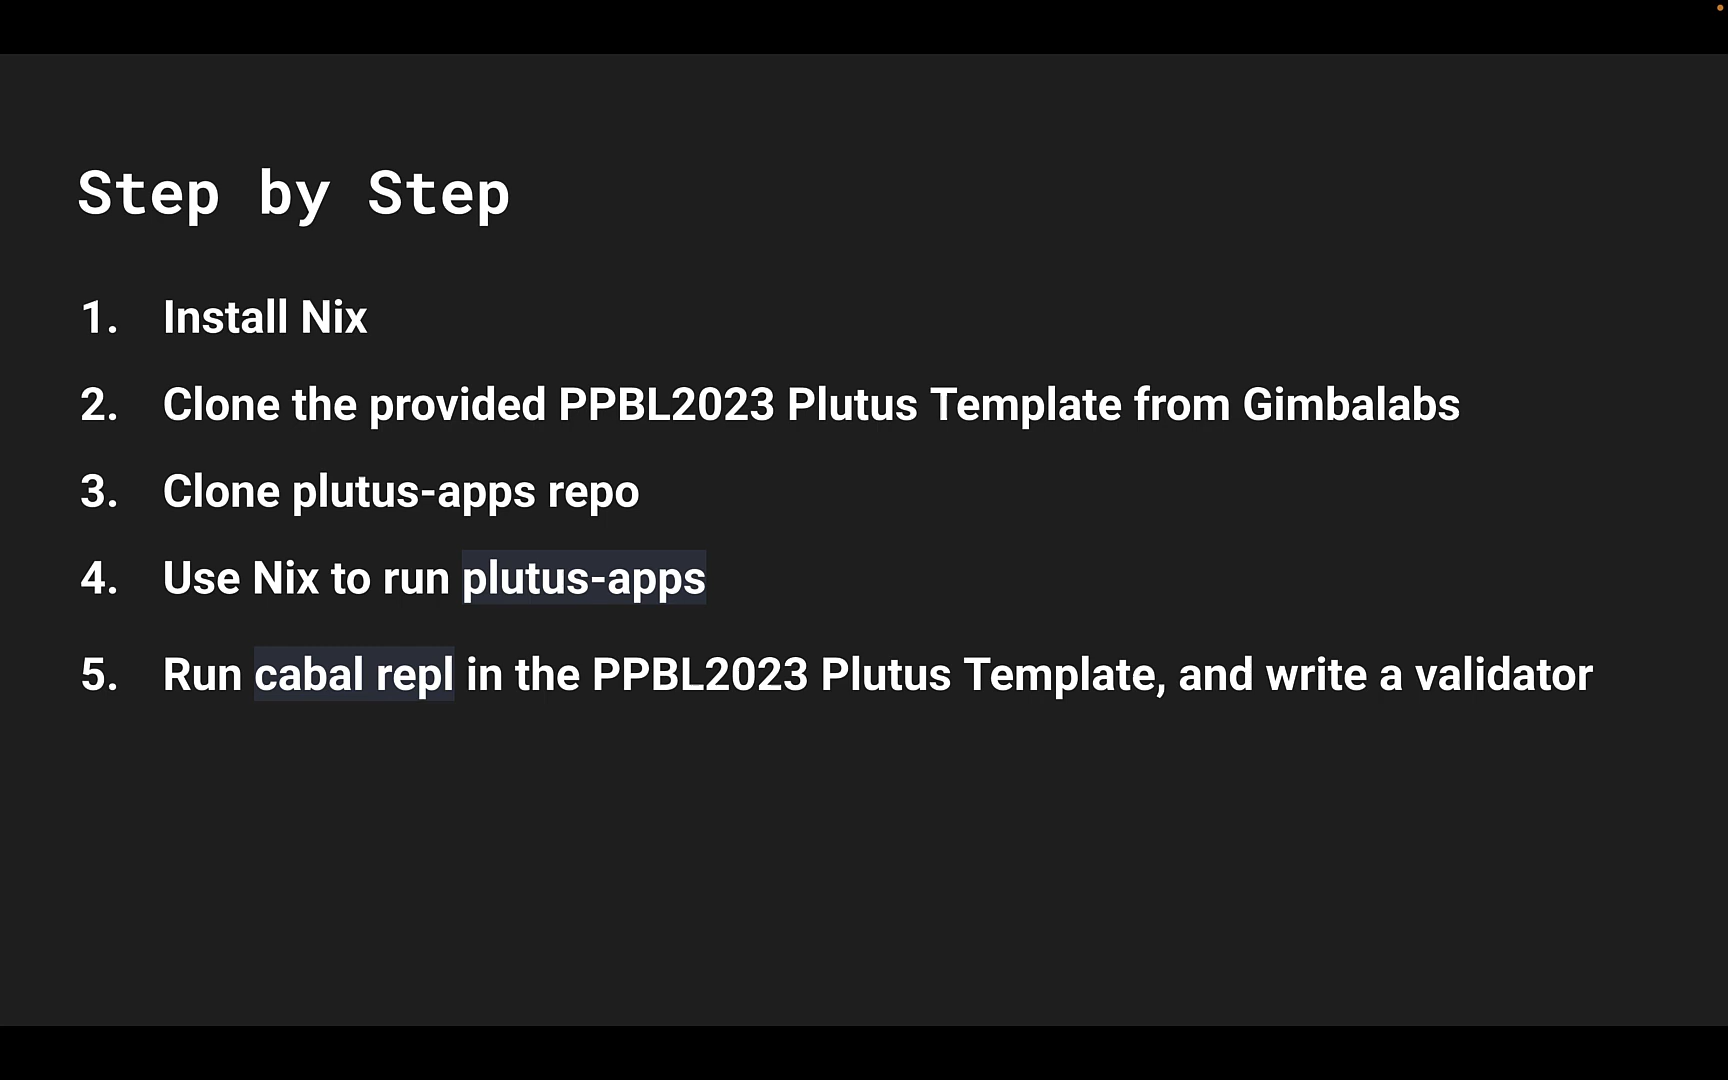 Step by Step
1. Install Nix
2. Clone the provided PPBL2023 Plutus Template from Gimbalabs
3. Clone plutus-apps repo
4. Use Nix to run plutus-apps
5. Run cabal repl in the PPBL2023 Plutus Template, and write a validator